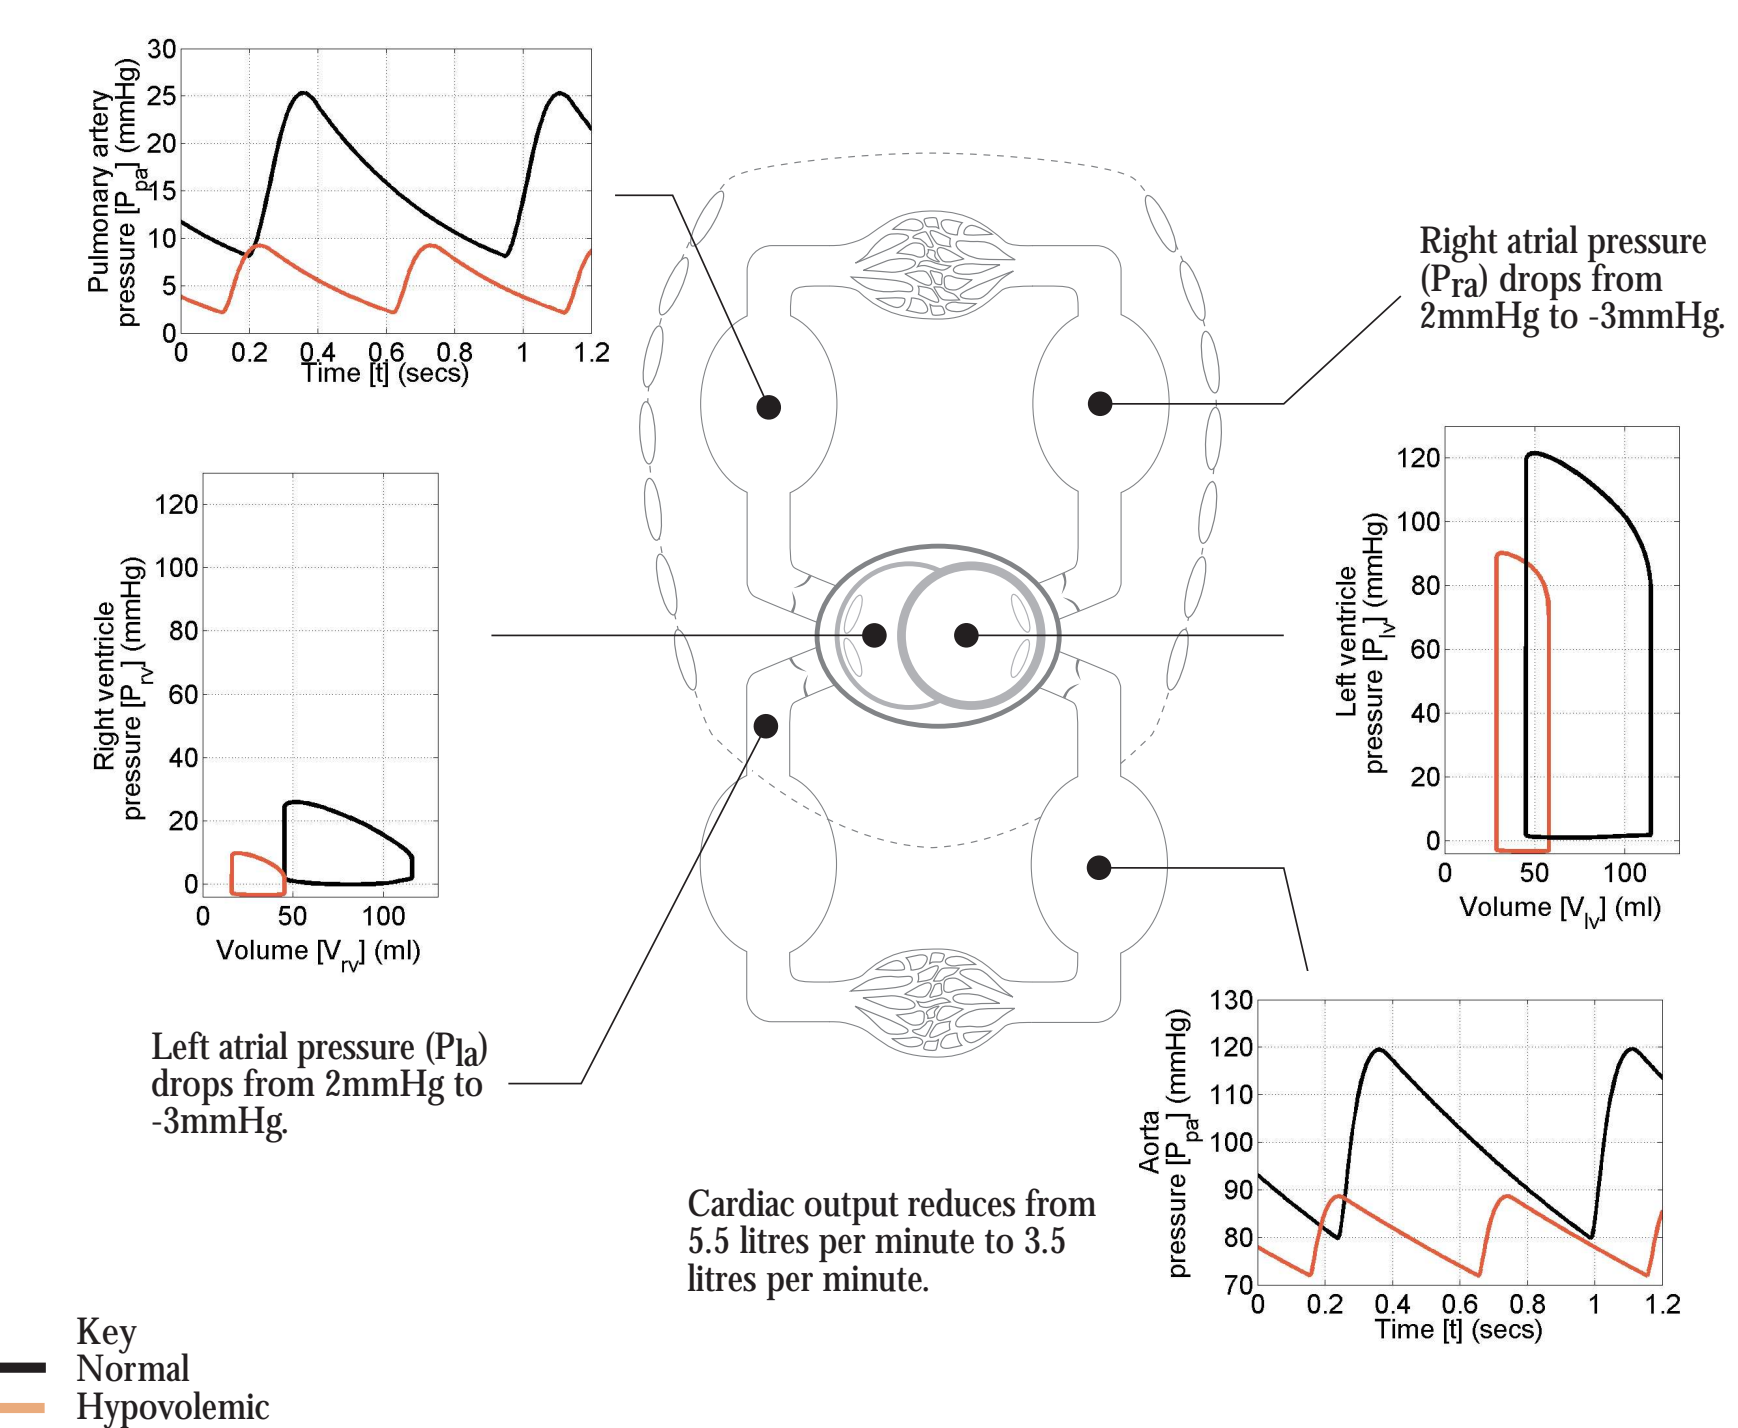 30
25
20
15
10
5
0
0 0.2 0.4 0.6 0.8 1 1.2
Time [t] (secs)
Pulmonary artery
pressure [Ppa] (mmHg)
Right atrial pressure
(Pra) drops from
2mmHg to -3mmHg.
120
100
80
60
40
20
0
0 50 100
Volume [Vrv] (ml)
Right ventricle
pressure [Prv] (mmHg)
120
100
80
60
40
20
0
0 50 100
Volume [Vlv] (ml)
Left ventricle
pressure [Plv] (mmHg)
Left atrial pressure (Pla)
drops from 2mmHg to
-3mmHg.
Cardiac output reduces from
5.5 litres per minute to 3.5
litres per minute.
130
120
110
100
90
80
70
0 0.2 0.4 0.6 0.8 1 1.2
Time [t] (secs)
Aorta
pressure [Ppa] (mmHg)
Key
Normal
Hypovolemic